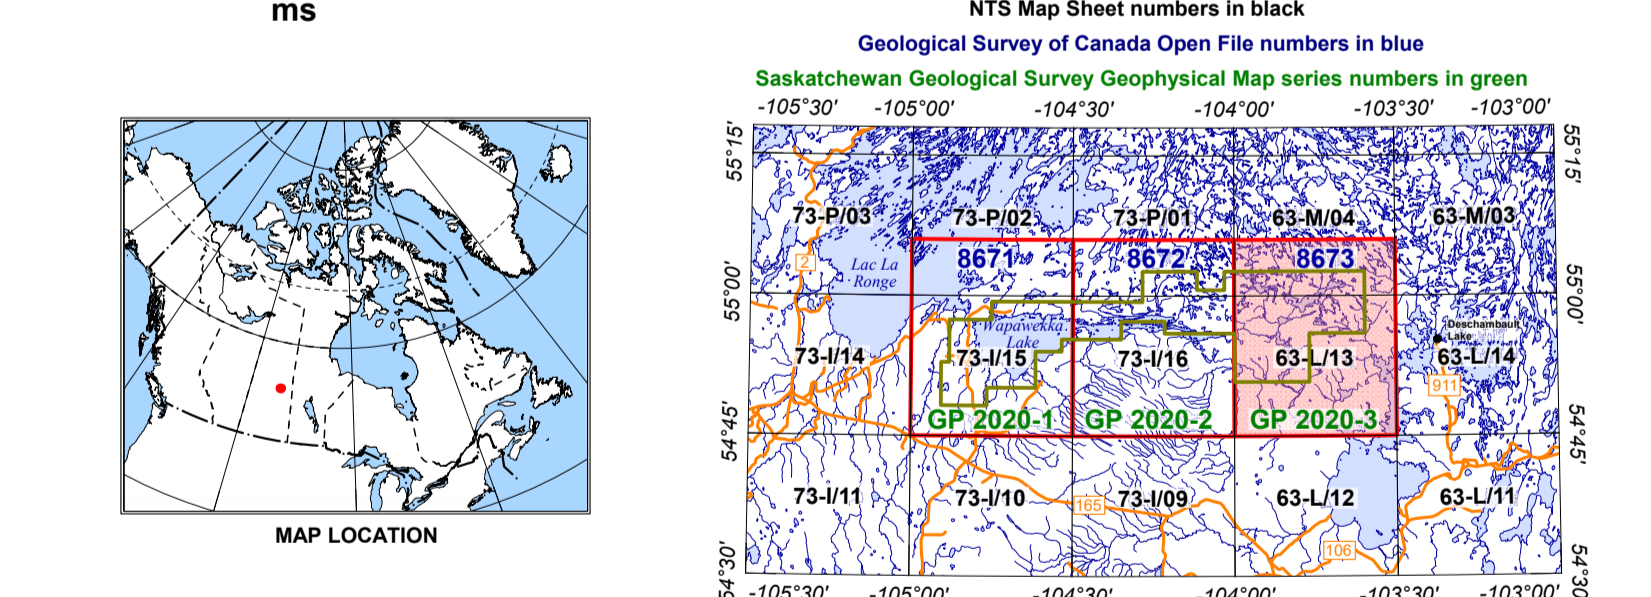 ms
MAP LOCATION
NTS Map Sheet numbers in black
Geological Survey of Canada Open File numbers in blue
Saskatchewan Geological Survey Geophysical Map series numbers in green
-105°30' -105°00' -104°30' -104°00' -103°30' -103°00'
55°15' 55°15'
73-P/03 73-P/02 73-P/01 63-M/04 63-M/03
2 8671 8672 8673
Lac La
Ronge
55°00' 55°00'
Wapawekka
Lake
Deschambault
Lake
73-I/14 73-I/15 73-I/16 63-L/13 63-L/14
911
GP 2020-1 GP 2020-2 GP 2020-3
54°45' 54°45'
73-I/11 73-I/10 165 73-I/09 63-L/12 63-L/11
106
54°30' 54°30'
-105°30' -105°00' -104°30' -104°00' -103°30' -103°00'